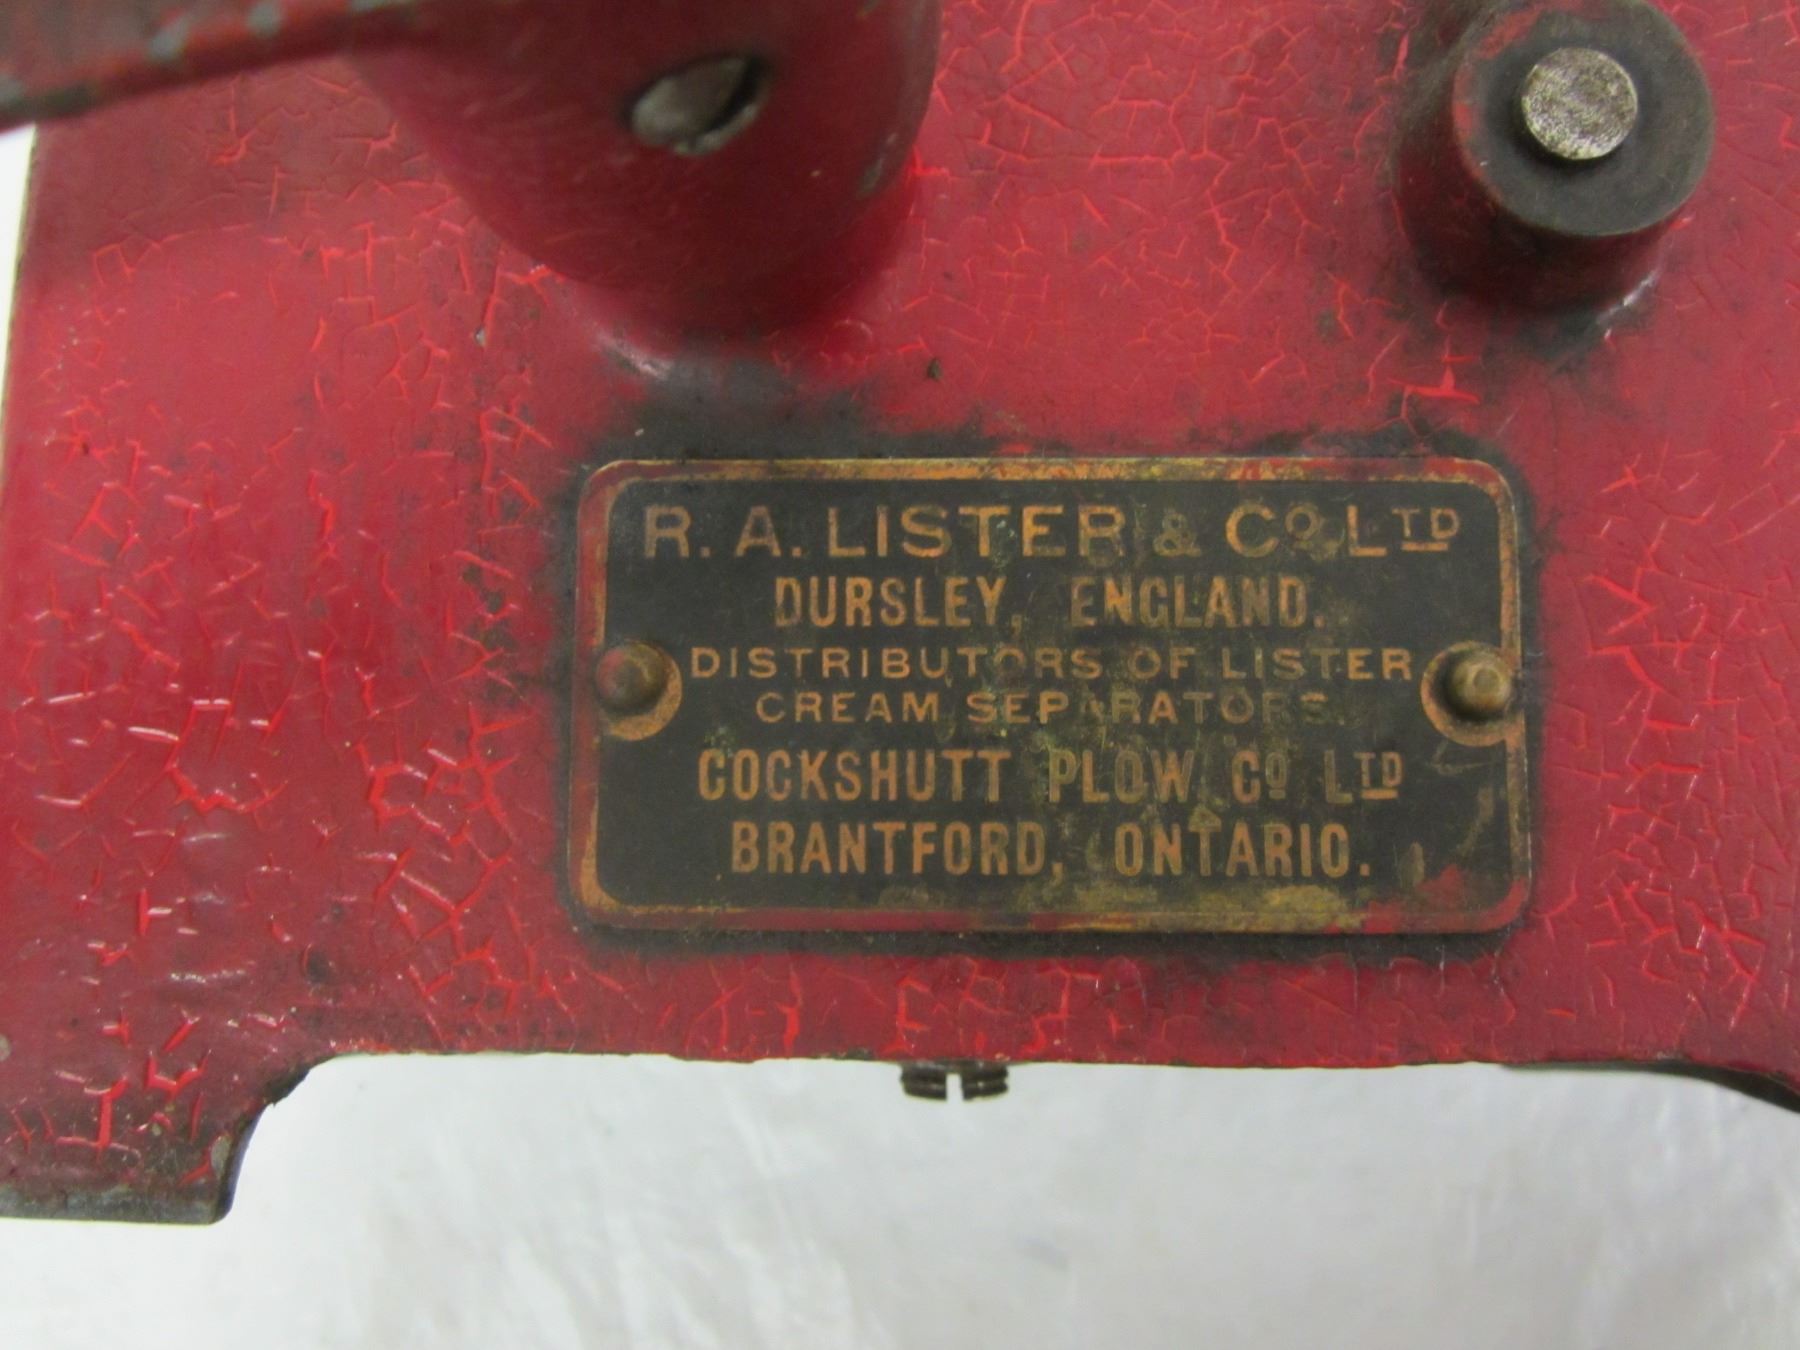 R. A. LISTER & Co. LTD
DURSLEY, ENGLAND.
DISTRIBUTORS OF LISTER
CREAM SEPARATORS.
COCKSHUTT PLOW Co LTD
BRANTFORD, ONTARIO.